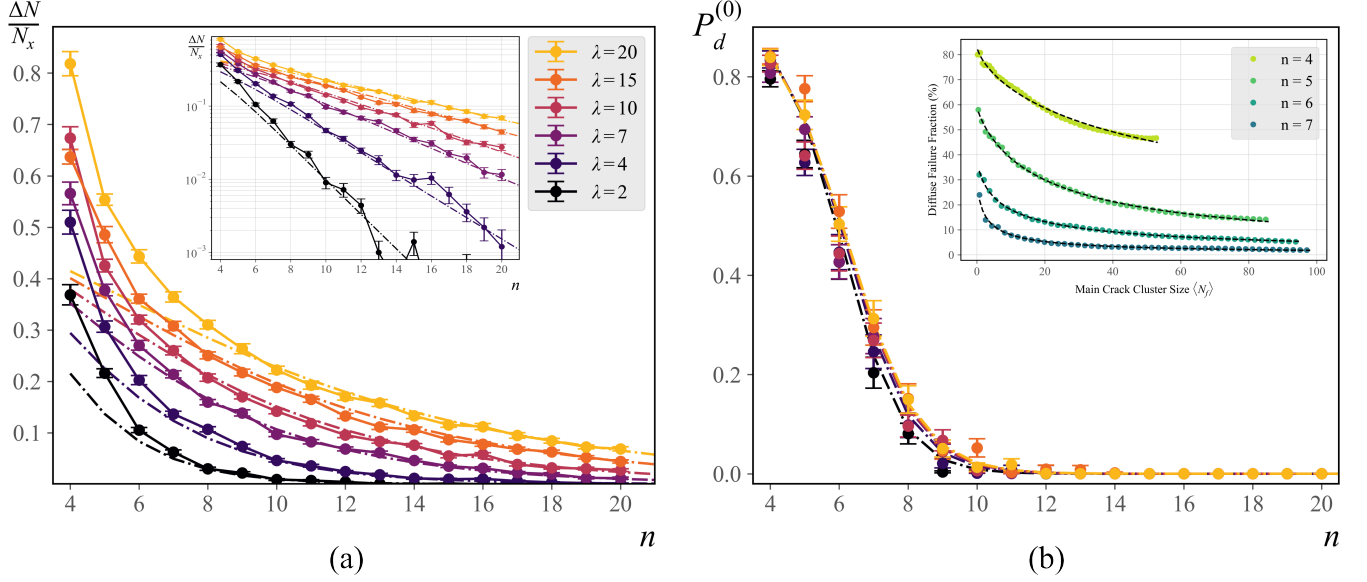 ΔN
N_x
0.8
0.7
0.6
0.5
0.4
0.3
0.2
0.1
4 5 6 7 8 9 10 12 14 16 18 20
n
(a)
ΔN
N_x
10^{-1}
10^{-2}
10^{-3}
4 6 8 10 12 14 16 18 20
n
λ = 20
λ = 15
λ = 10
λ = 7
λ = 4
λ = 2
P_d^{(0)}
0.8
0.6
0.4
0.2
0.0
4 5 6 7 8 9 10 12 14 16 18 20
n
(b)
Diffuse Failure Fraction (%)
80
70
60
50
40
30
20
10
0
0 20 40 60 80 100
Main Crack Cluster Size ⟨N_f⟩
n = 4
n = 5
n = 6
n = 7